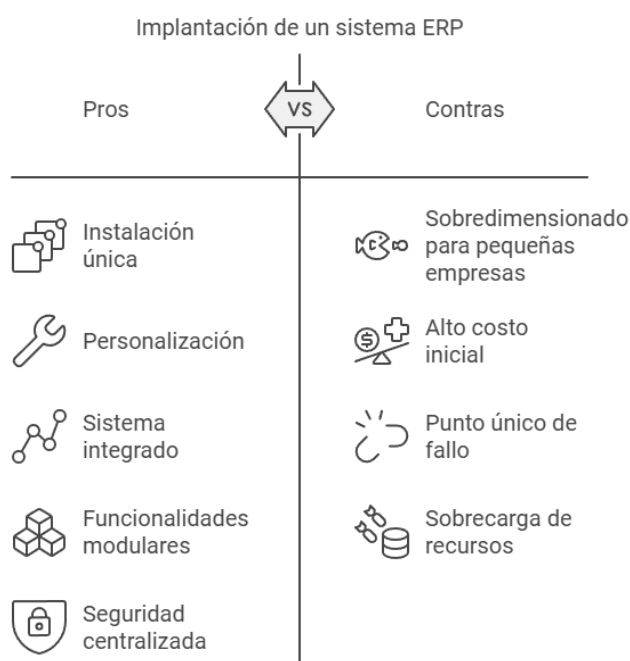 Implantación de un sistema ERP
Pros
VS
Contras
Instalación
única
Personalización
Sistema
integrado
Funcionalidades
modulares
Seguridad
centralizada
Sobredimensionado
para pequeñas
empresas
$
Alto costo
inicial
Punto único de
fallo
Sobrecarga de
recursos